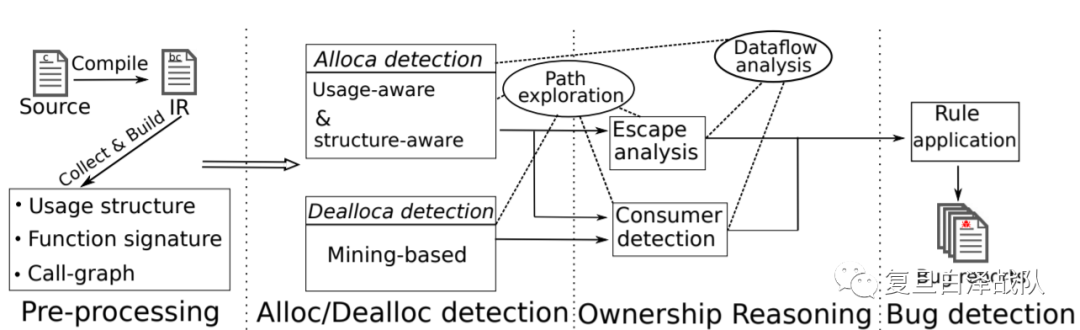 c
Source
Compile
bc
IR
Collect & Build
• Usage structure
• Function signature
• Call-graph
Pre-processing
Alloca detection
Usage-aware
&
structure-aware
Dealloca detection
Mining-based
Alloc/Dealloc detection
Path
exploration
Dataflow
analysis
Escape
analysis
Consumer
detection
Ownership Reasoning
Rule
application
Bug reports
Bug detection
复旦白泽战队